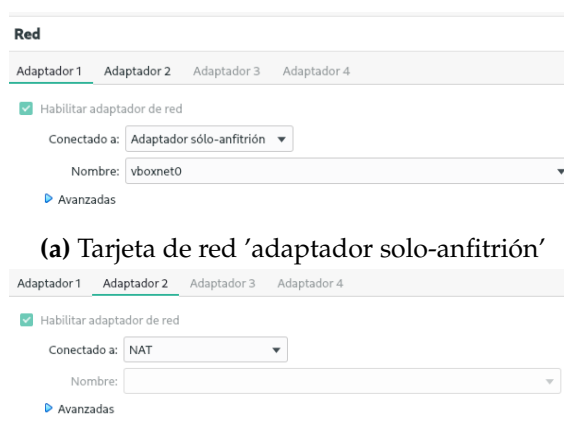 Red
Adaptador 1 Adaptador 2 Adaptador 3 Adaptador 4
Habilitar adaptador de red
Conectado a: Adaptador sólo-anfitrión
Nombre: vboxnet0
Avanzadas
(a) Tarjeta de red ’adaptador solo-anfitrión’
Adaptador 1 Adaptador 2 Adaptador 3 Adaptador 4
Habilitar adaptador de red
Conectado a: NAT
Nombre:
Avanzadas